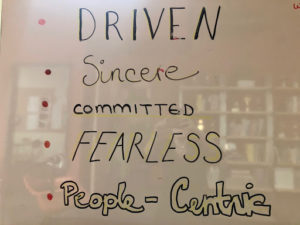 DRIVEN
Sincere
COMMITTED
FEARLESS
People - Centric